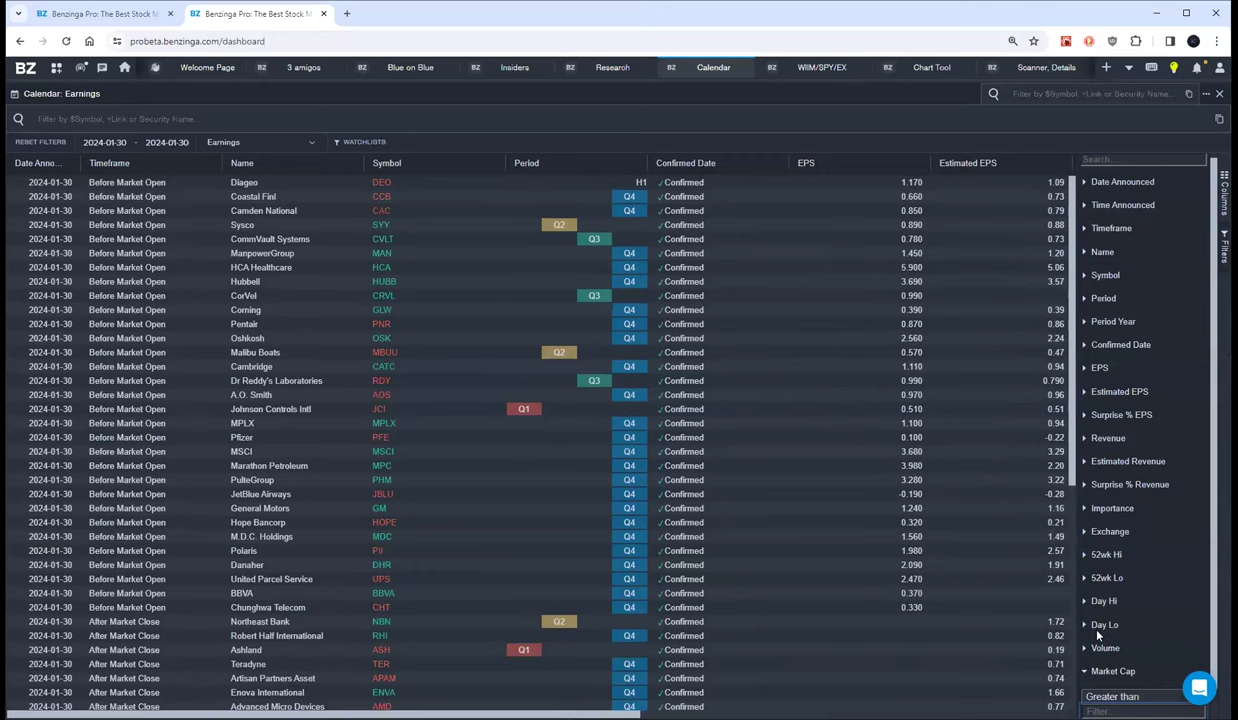 Benzinga Pro: The Best Stock M
Benzinga Pro: The Best Stock M
probeta.benzinga.com/dashboard
BZ Welcome Page BZ 3 amigos BZ Blue on Blue BZ Insiders BZ Research BZ Calendar BZ WIIM/SPY/EX BZ Chart Tool BZ Scanner, Details
Calendar: Earnings
Filter by $Symbol, +Link or Security Name...
Filter by $Symbol, +Link or Security Name...
RESET FILTERS 2024-01-30 - 2024-01-30 Earnings WATCHLISTS
Date Anno... Timeframe Name Symbol Period Confirmed Date EPS Estimated EPS
2024-01-30 Before Market Open Diageo DEO H1 ✓Confirmed 1.170 1.09
2024-01-30 Before Market Open Coastal Finl CCB Q4 ✓Confirmed 0.660 0.73
2024-01-30 Before Market Open Camden National CAC Q4 ✓Confirmed 0.850 0.79
2024-01-30 Before Market Open Sysco SYY Q2 ✓Confirmed 0.890 0.88
2024-01-30 Before Market Open CommVault Systems CVLT Q3 ✓Confirmed 0.780 0.73
2024-01-30 Before Market Open ManpowerGroup MAN Q4 ✓Confirmed 1.450 1.20
2024-01-30 Before Market Open HCA Healthcare HCA Q4 ✓Confirmed 5.900 5.06
2024-01-30 Before Market Open Hubbell HUBB Q4 ✓Confirmed 3.690 3.57
2024-01-30 Before Market Open CorVel CRVL Q3 ✓Confirmed 0.990
2024-01-30 Before Market Open Corning GLW Q4 ✓Confirmed 0.390 0.39
2024-01-30 Before Market Open Pentair PNR Q4 ✓Confirmed 0.870 0.86
2024-01-30 Before Market Open Oshkosh OSK Q4 ✓Confirmed 2.560 2.24
2024-01-30 Before Market Open Malibu Boats MBUU Q2 ✓Confirmed 0.570 0.47
2024-01-30 Before Market Open Cambridge CATC Q4 ✓Confirmed 1.110 0.94
2024-01-30 Before Market Open Dr Reddy's Laboratories RDY Q3 ✓Confirmed 0.990 0.790
2024-01-30 Before Market Open A.O. Smith AOS Q4 ✓Confirmed 0.970 0.96
2024-01-30 Before Market Open Johnson Controls Intl JCI Q1 ✓Confirmed 0.510 0.51
2024-01-30 Before Market Open MPLX MPLX Q4 ✓Confirmed 1.100 0.94
2024-01-30 Before Market Open Pfizer PFE Q4 ✓Confirmed 0.100 -0.22
2024-01-30 Before Market Open MSCI MSCI Q4 ✓Confirmed 3.680 3.29
2024-01-30 Before Market Open Marathon Petroleum MPC Q4 ✓Confirmed 3.980 2.20
2024-01-30 Before Market Open PulteGroup PHM Q4 ✓Confirmed 3.280 3.22
2024-01-30 Before Market Open JetBlue Airways JBLU Q4 ✓Confirmed -0.190 -0.28
2024-01-30 Before Market Open General Motors GM Q4 ✓Confirmed 1.240 1.16
2024-01-30 Before Market Open Hope Bancorp HOPE Q4 ✓Confirmed 0.320 0.21
2024-01-30 Before Market Open M.D.C. Holdings MDC Q4 ✓Confirmed 1.560 1.49
2024-01-30 Before Market Open Polaris PII Q4 ✓Confirmed 1.980 2.57
2024-01-30 Before Market Open Danaher DHR Q4 ✓Confirmed 2.090 1.91
2024-01-30 Before Market Open United Parcel Service UPS Q4 ✓Confirmed 2.470 2.46
2024-01-30 Before Market Open BBVA BBVA Q4 ✓Confirmed 0.370
2024-01-30 Before Market Open Chunghwa Telecom CHT Q4 ✓Confirmed 0.330
2024-01-30 After Market Close Northeast Bank NBN Q2 ✓Confirmed 1.72
2024-01-30 After Market Close Robert Half International RHI Q4 ✓Confirmed 0.82
2024-01-30 After Market Close Ashland ASH Q1 ✓Confirmed 0.19
2024-01-30 After Market Close Teradyne TER Q4 ✓Confirmed 0.71
2024-01-30 After Market Close Artisan Partners Asset APAM Q4 ✓Confirmed 0.74
2024-01-30 After Market Close Enova International ENVA Q4 ✓Confirmed 1.66
2024-01-30 After Market Close Advanced Micro Devices AMD Q4 ✓Confirmed 0.77
Search...
Date Announced
Time Announced
Timeframe
Name
Symbol
Period
Period Year
Confirmed Date
EPS
Estimated EPS
Surprise % EPS
Revenue
Estimated Revenue
Surprise % Revenue
Importance
Exchange
52wk Hi
52wk Lo
Day Hi
Day Lo
Volume
Market Cap
Greater than
Filter...
Columns
Filters